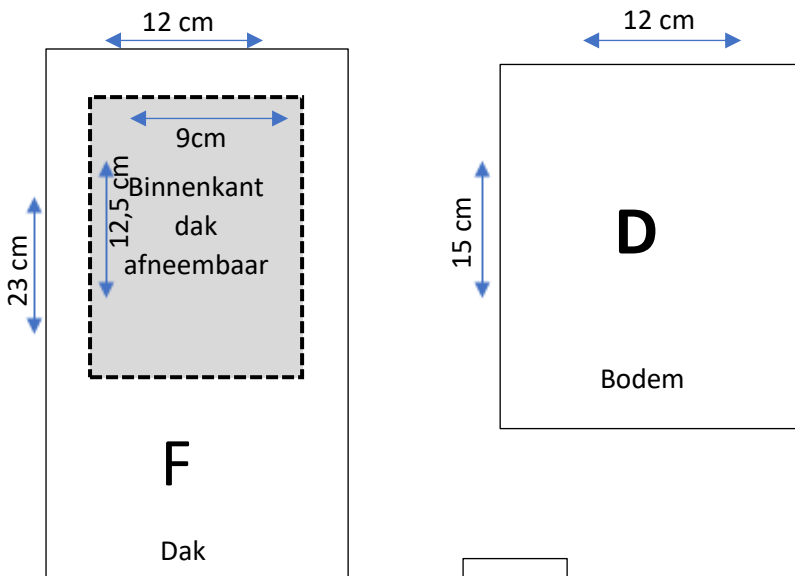 12 cm
9cm
12,5 cm
Binnenkant
dak
afneembaar
23 cm
F
Dak
12 cm
15 cm
D
Bodem